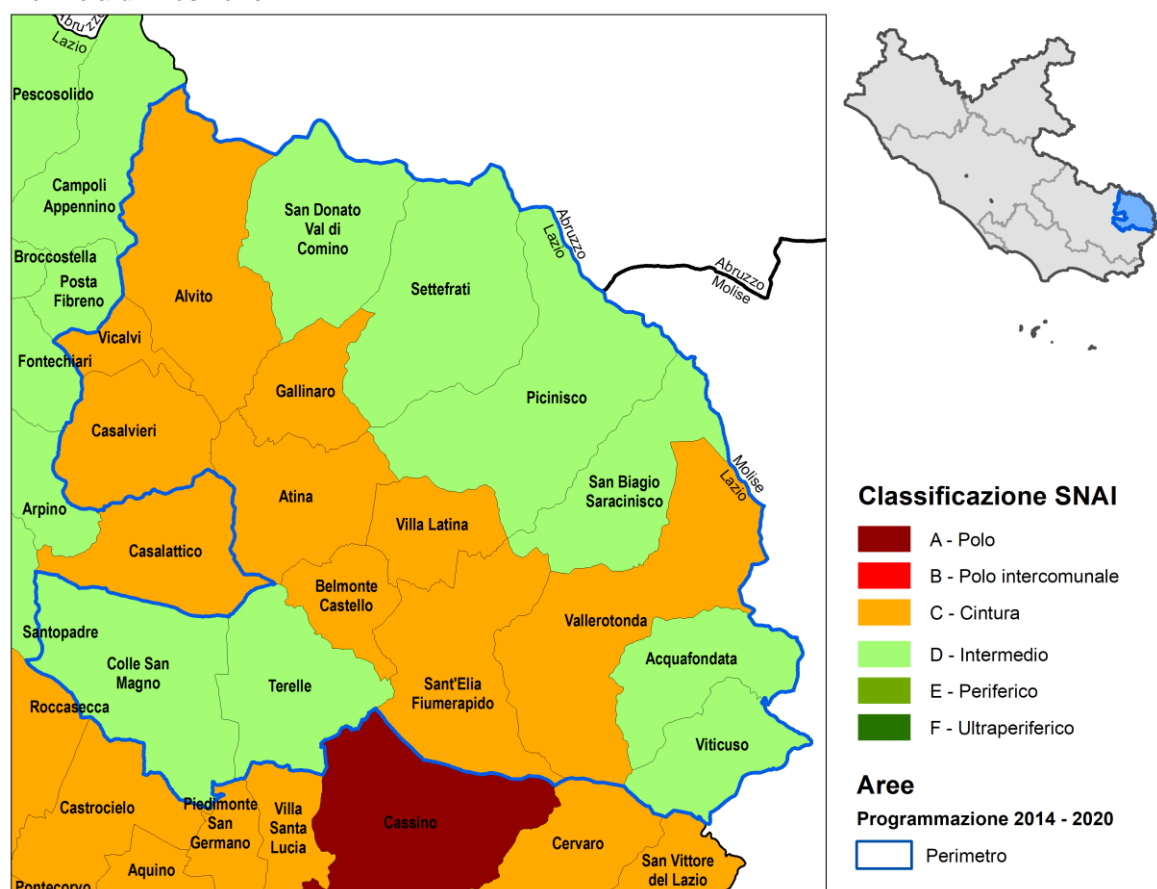 Abruzzo
Lazio
Pescosolido
Campoli
Appennino
Broccostella
Posta
Fibreno
San Donato
Val di
Comino
Abruzzo
Lazio
Abruzzo
Molise
Settefrati
Alvito
Vicalvi
Fontechiari
Gallinaro
Picinisco
Casalvieri
Molise
Lazio
San Biagio
Saracinisco
Atina
Arpino
Villa Latina
Casalattico
Belmonte
Castello
Vallerotonda
Santopadre
Colle San
Magno
Acquafondata
Terelle
Sant'Elia
Fiumerapido
Roccasecca
Viticuso
Castrocielo
Piedimonte
San
Germano
Villa
Santa
Lucia
Cassino
Cervaro
Aquino
San Vittore
del Lazio
Pontecorvo
Classificazione SNAI
A - Polo
B - Polo intercomunale
C - Cintura
D - Intermedio
E - Periferico
F - Ultraperiferico
Aree
Programmazione 2014 - 2020
Perimetro